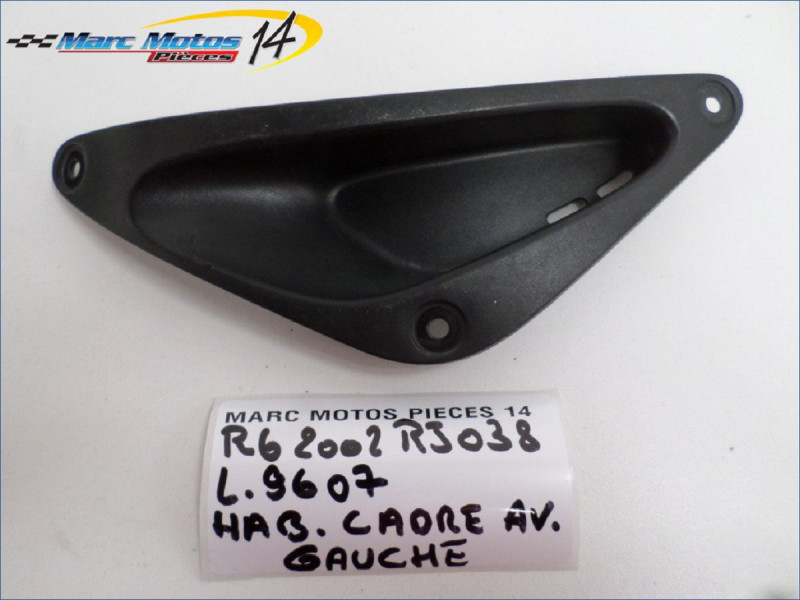 Marc Motos 14
Pièces
MARC MOTOS PIECES 14
R6 2002 RJ038
L.9607
HAB. CADRE AV.
GAUCHE